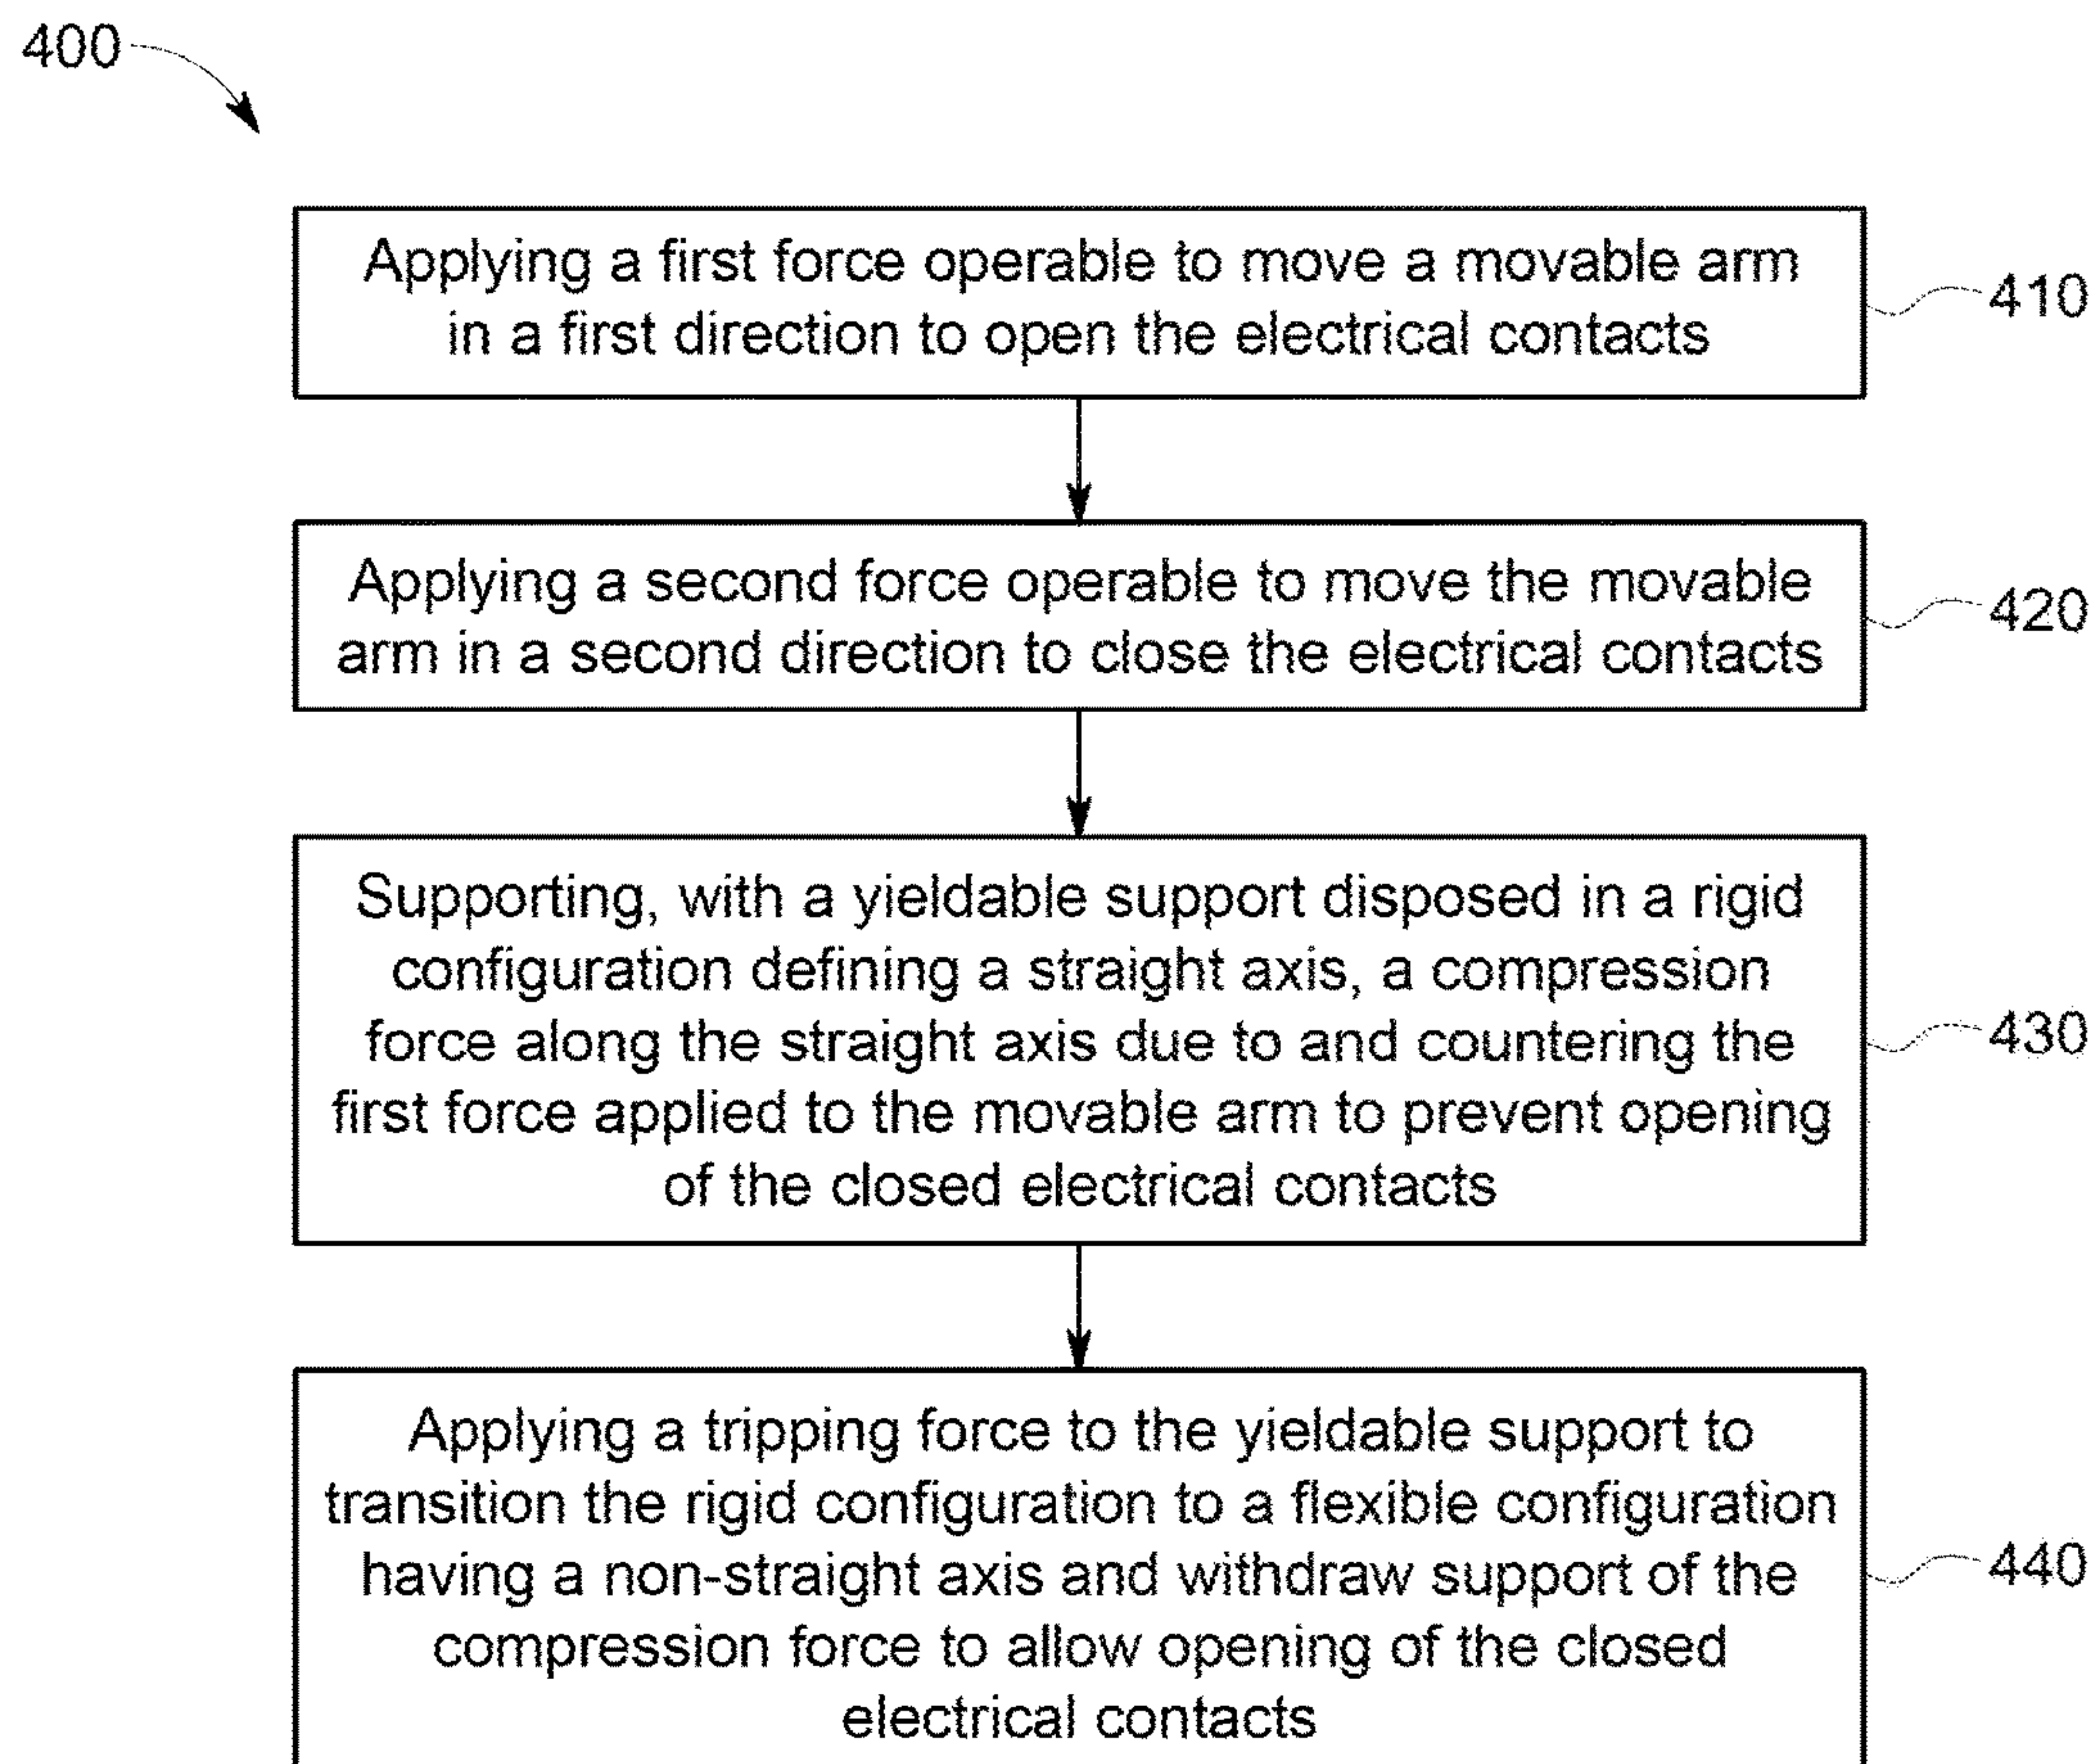 400
Applying a first force operable to move a movable arm
in a first direction to open the electrical contacts
410
Applying a second force operable to move the movable
arm in a second direction to close the electrical contacts
420
Supporting, with a yieldable support disposed in a rigid
configuration defining a straight axis, a compression
force along the straight axis due to and countering the
first force applied to the movable arm to prevent opening
of the closed electrical contacts
430
Applying a tripping force to the yieldable support to
transition the rigid configuration to a flexible configuration
having a non-straight axis and withdraw support of the
compression force to allow opening of the closed
electrical contacts
440